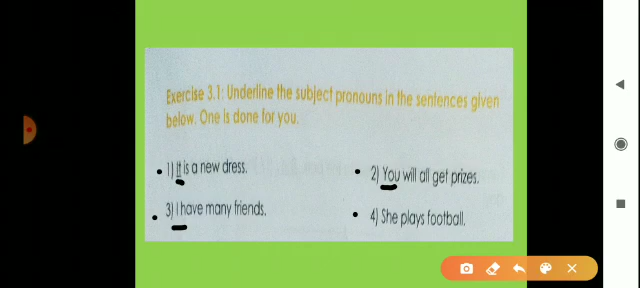 Exercise 3.1: Underline the subject pronouns in the sentences given
below. One is done for you.
1) It is a new dress.
2) You will all get prizes.
3) I have many friends.
4) She plays football.